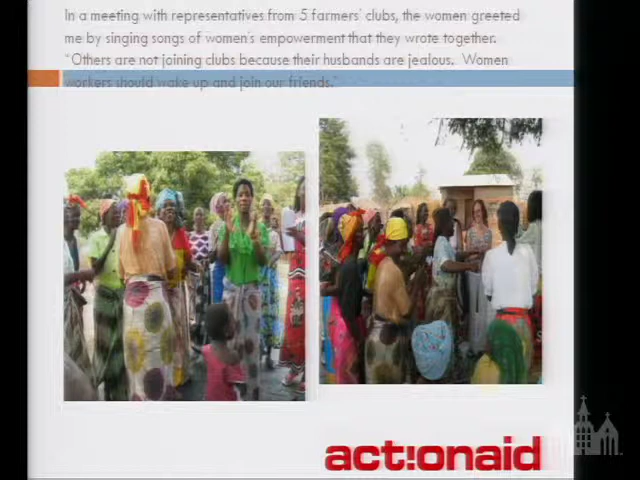 In a meeting with representatives from 5 farmers' clubs, the women greeted
me by singing songs of women's empowerment that they wrote together.
"Others are not joining clubs because their husbands are jealous. Women
workers should wake up and join our friends."
act!onaid